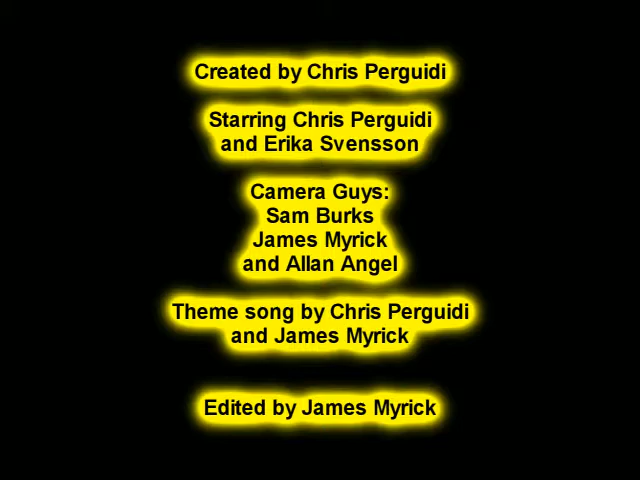 Created by Chris Perguidi
Starring Chris Perguidi
and Erika Svensson
Camera Guys:
Sam Burks
James Myrick
and Allan Angel
Theme song by Chris Perguidi
and James Myrick
Edited by James Myrick